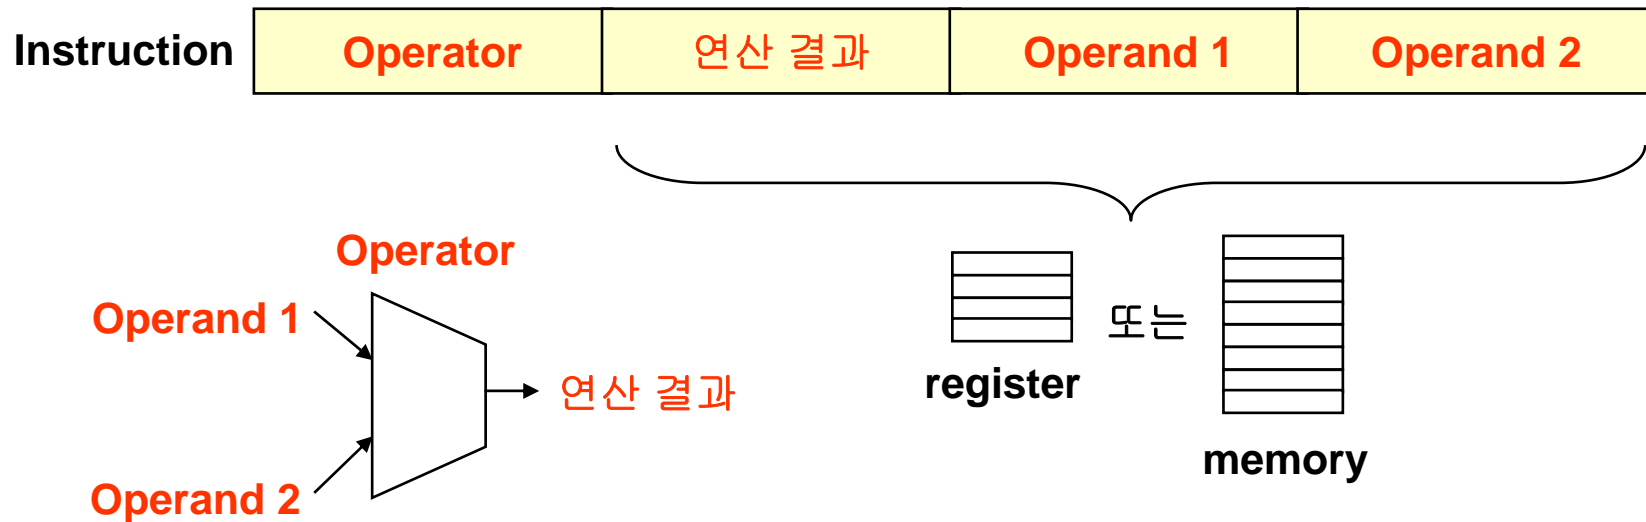 Instruction Operator 연산 결과 Operand 1 Operand 2
Operator
Operand 1
연산 결과
Operand 2
또는
register
memory